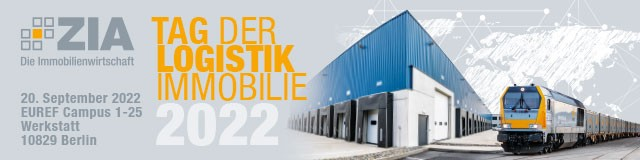 ZIA
Die Immobilienwirtschaft
20. September 2022
EUREF Campus 1-25
Werkstatt
10829 Berlin
TAG DER
LOGISTIK
IMMOBILIE
2022